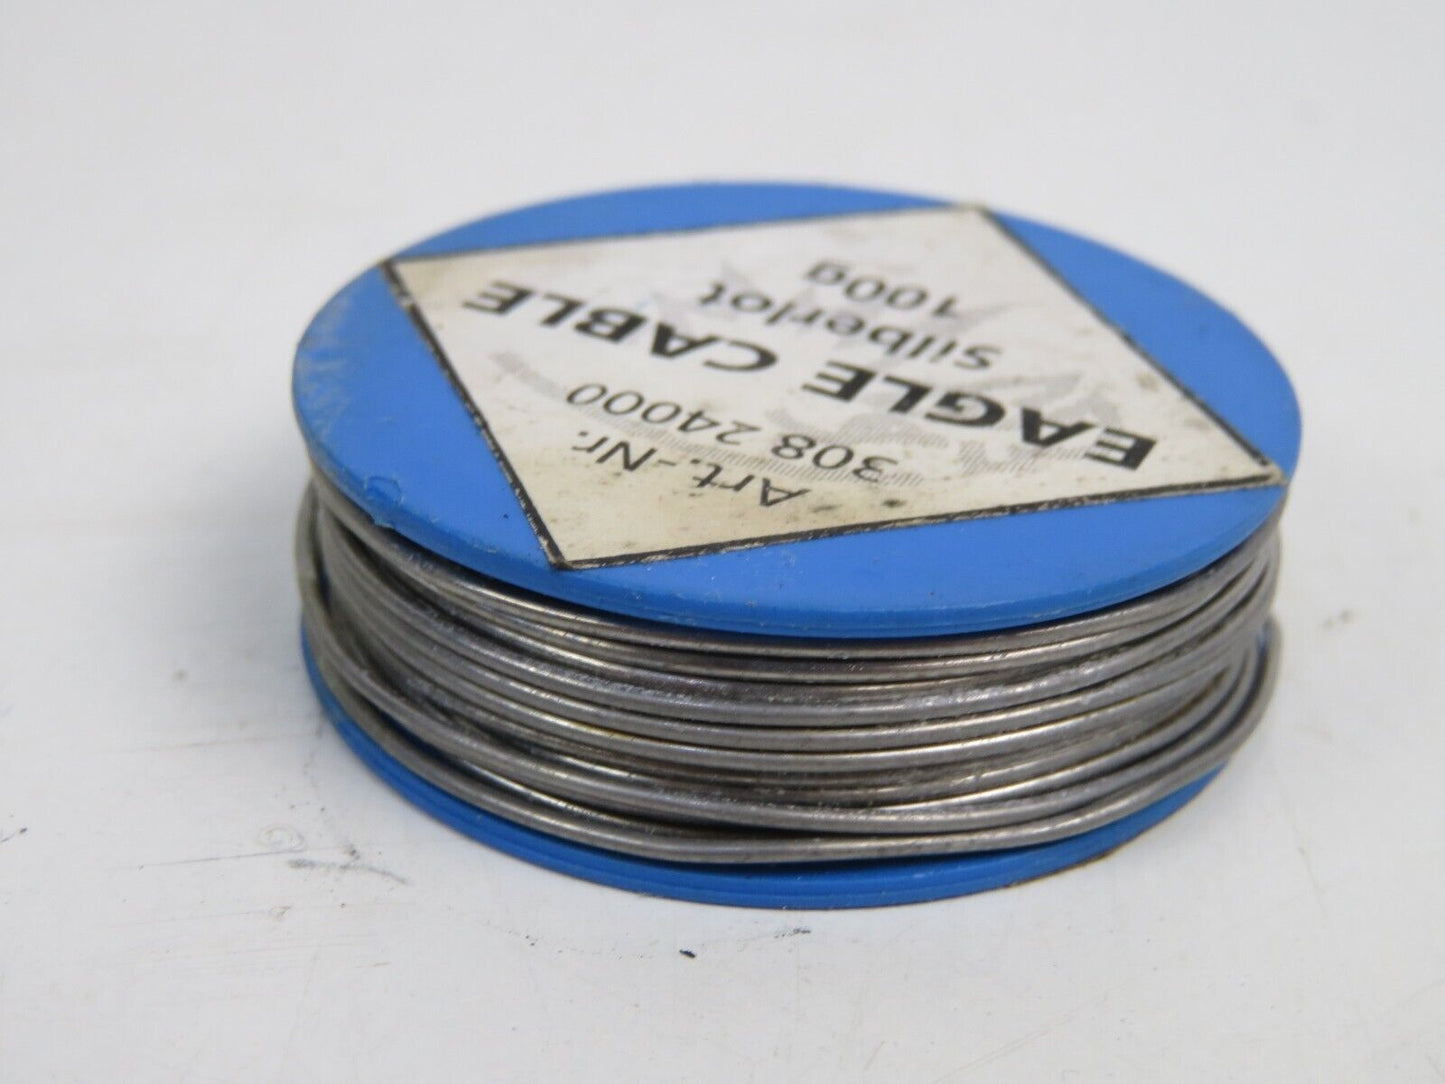 EAGLE CABLE
Silberlot
100g
Art.-Nr.
308 24000